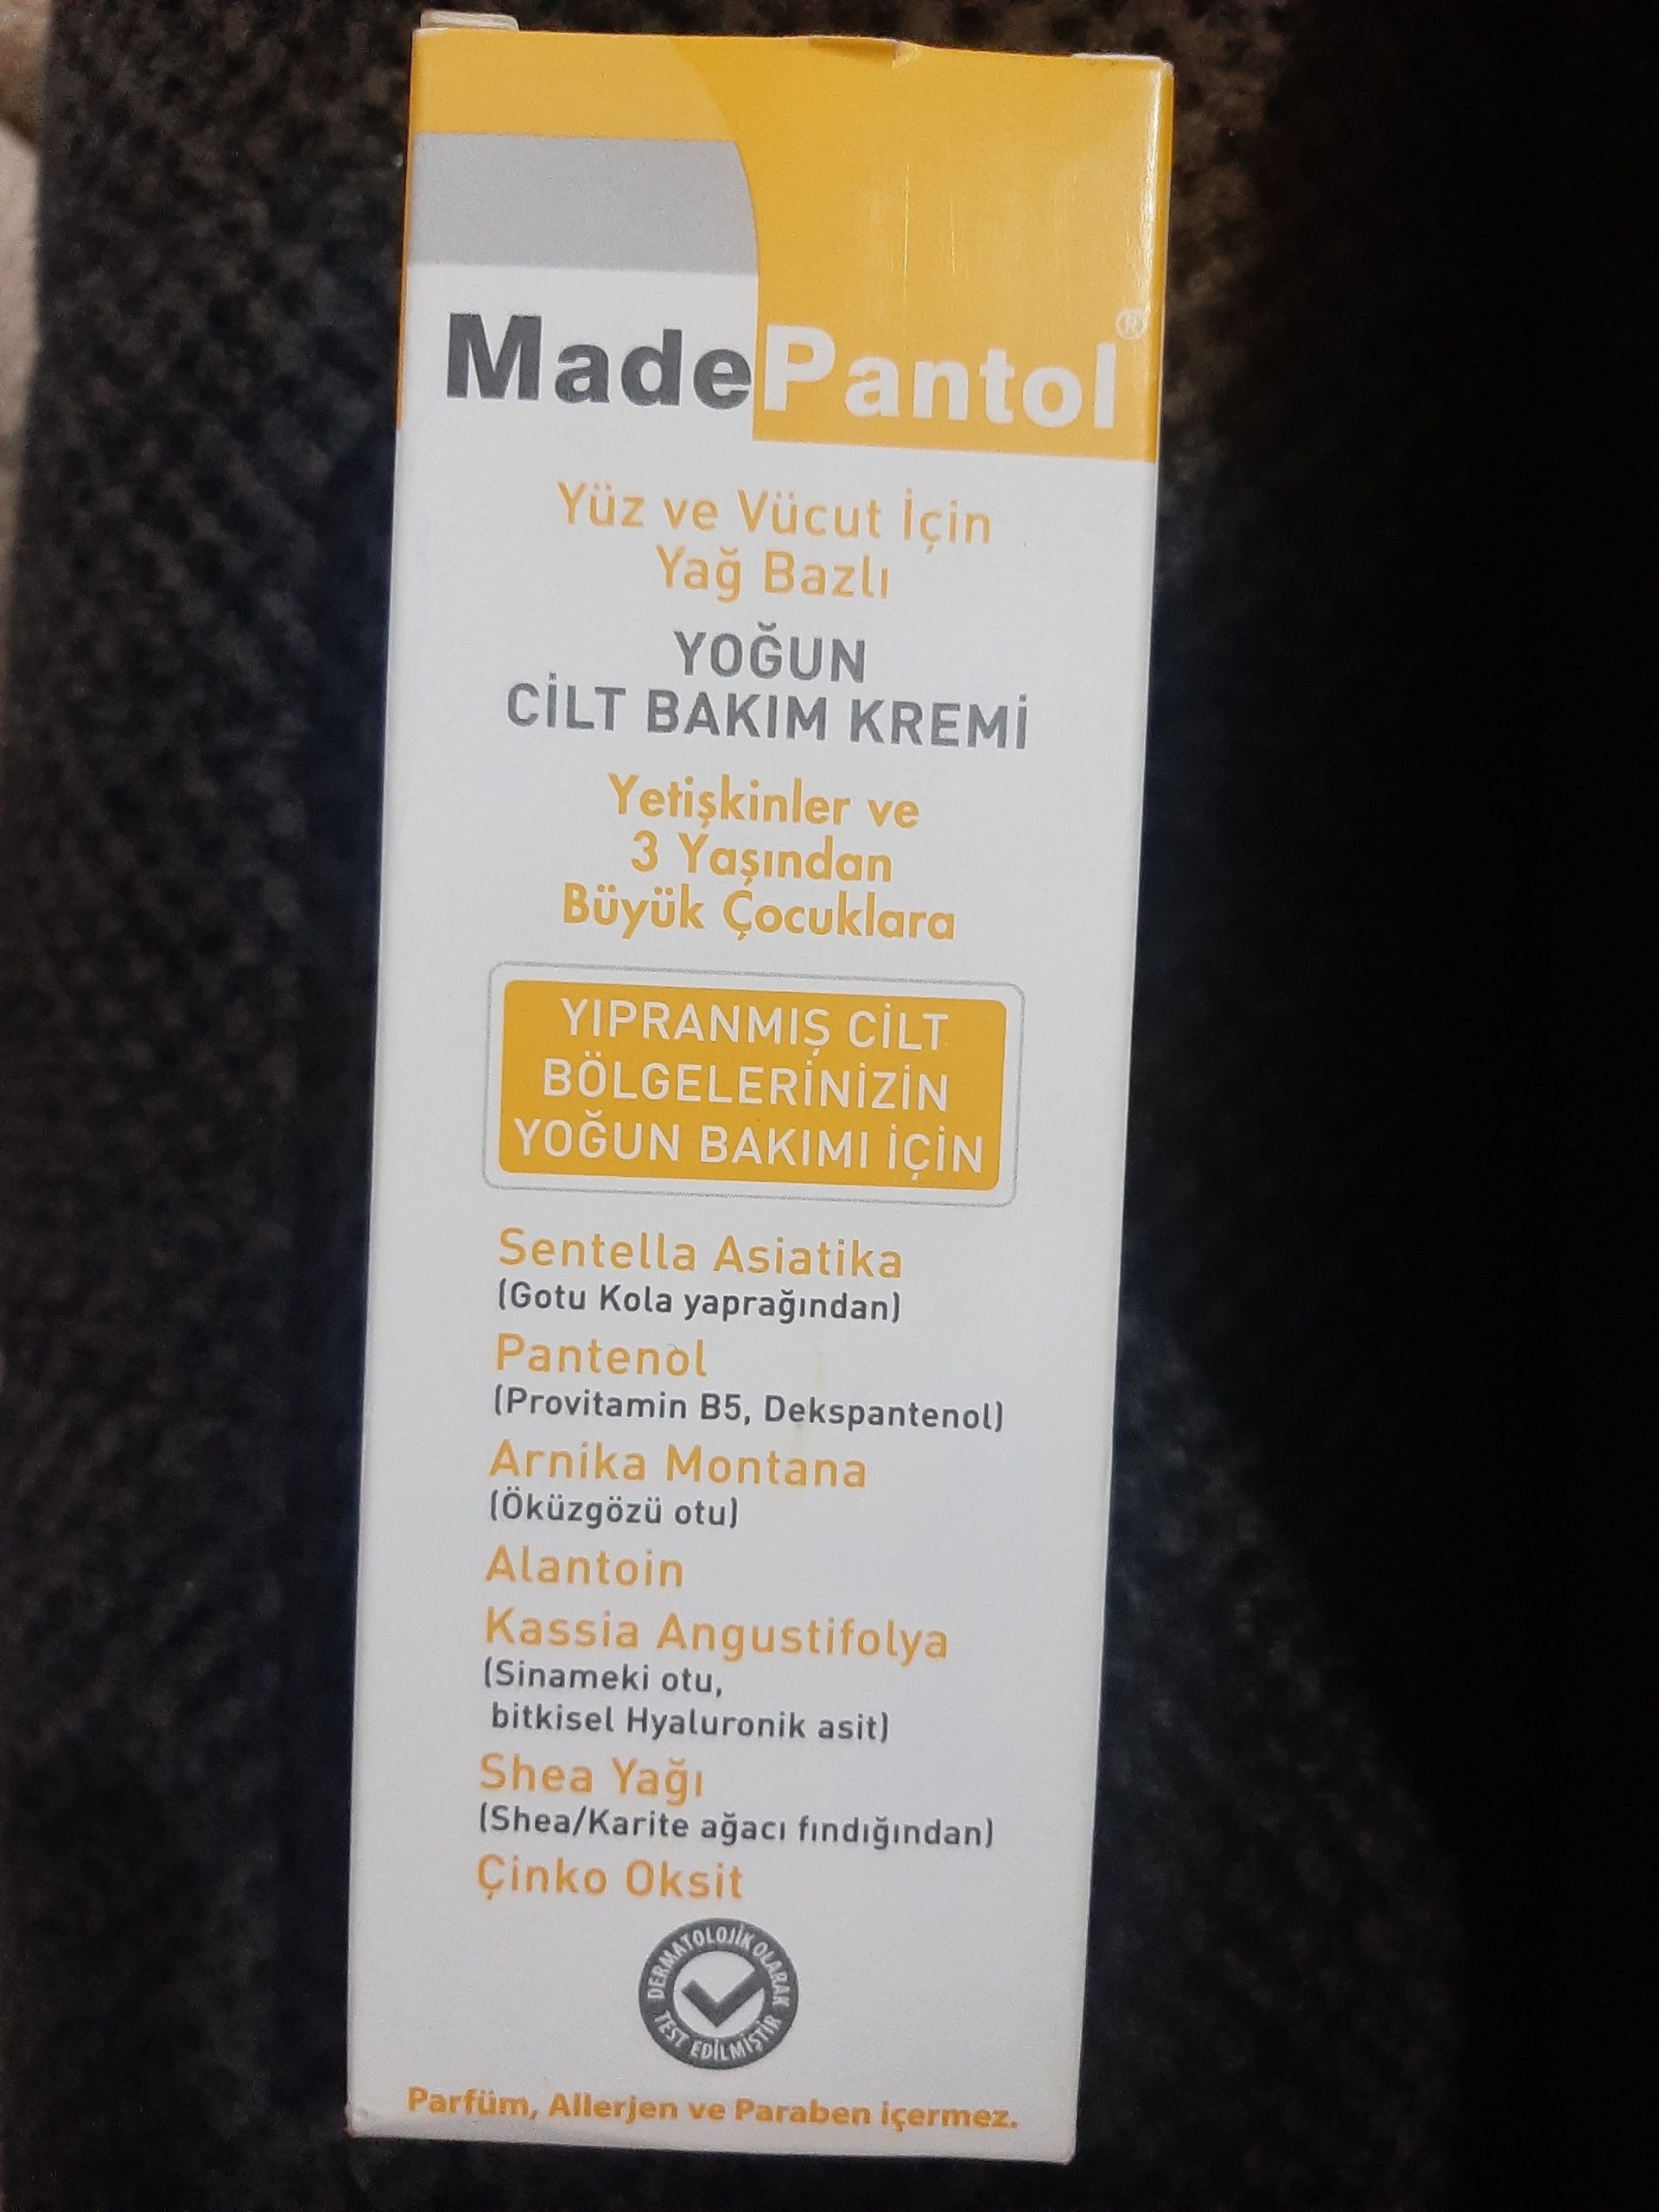 MadePantol®
Yüz ve Vücut İçin
Yağ Bazlı
YOĞUN
CİLT BAKIM KREMİ
Yetişkinler ve
3 Yaşından
Büyük Çocuklara
YIPRANMIŞ CİLT
BÖLGELERİNİZİN
YOĞUN BAKIMI İÇİN
Sentella Asiatika
(Gotu Kola yaprağından)
Pantenol
(Provitamin B5, Dekspantenol)
Arnika Montana
(Öküzgözü otu)
Alantoin
Kassia Angustifolya
(Sinameki otu,
bitkisel Hyaluronik asit)
Shea Yağı
(Shea/Karite ağacı fındığından)
Çinko Oksit
DERMATOLOJİK OLARAK
TEST EDİLMİŞTİR
Parfüm, Allerjen ve Paraben içermez.